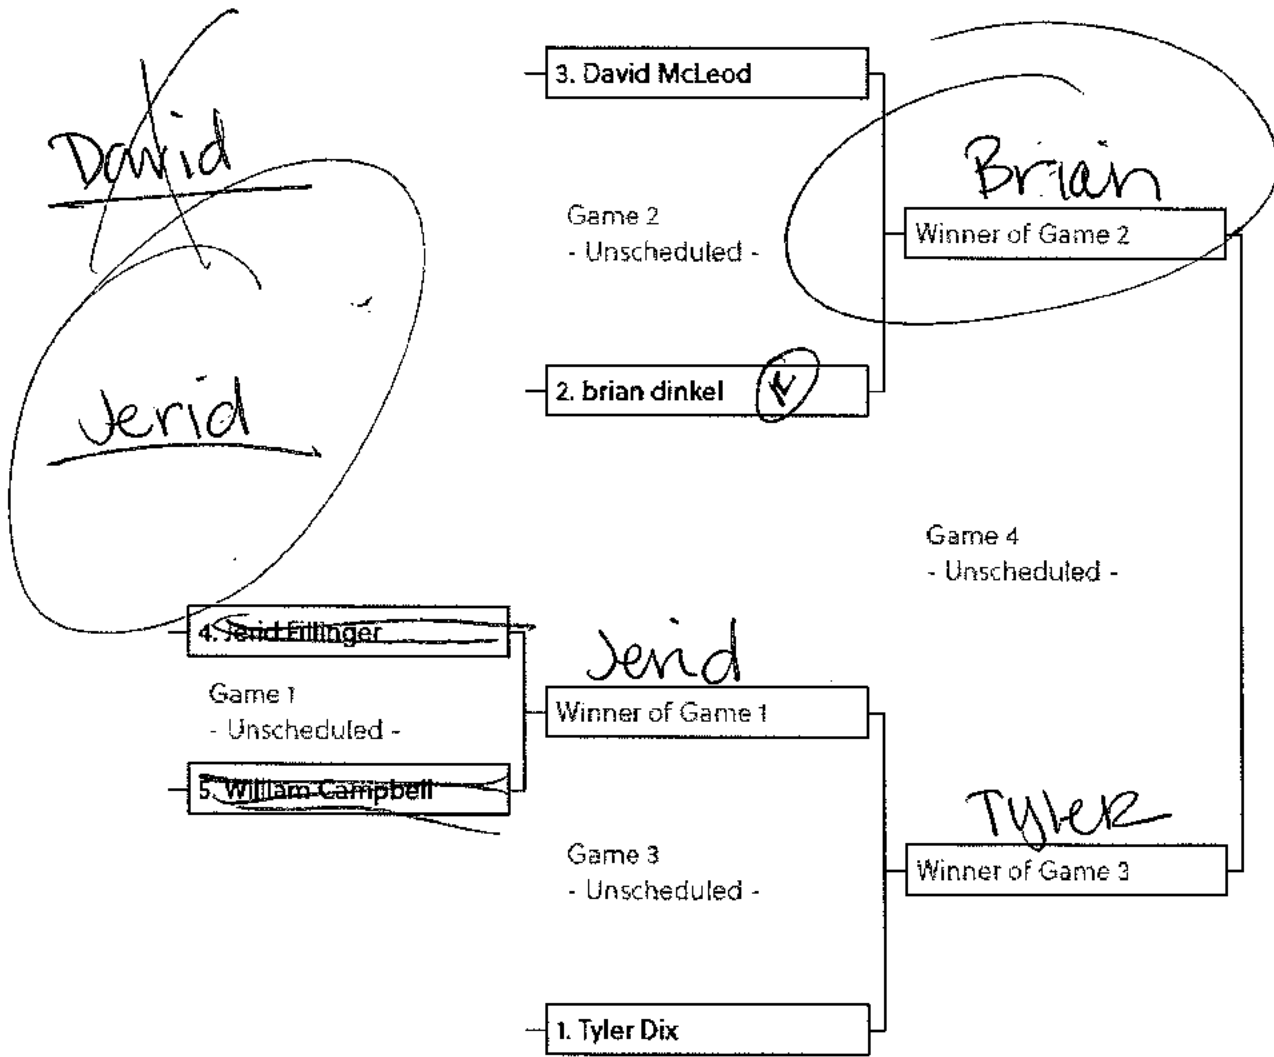 3. David McLeod
David
Brian
Game 2
- Unscheduled -
Winner of Game 2
2. brian dinkel
Jerid
Game 4
- Unscheduled -
4. Jerid Fillinger
Jerid
Game 1
- Unscheduled -
Winner of Game 1
5. William Campbell
Tyler
Game 3
- Unscheduled -
Winner of Game 3
1. Tyler Dix